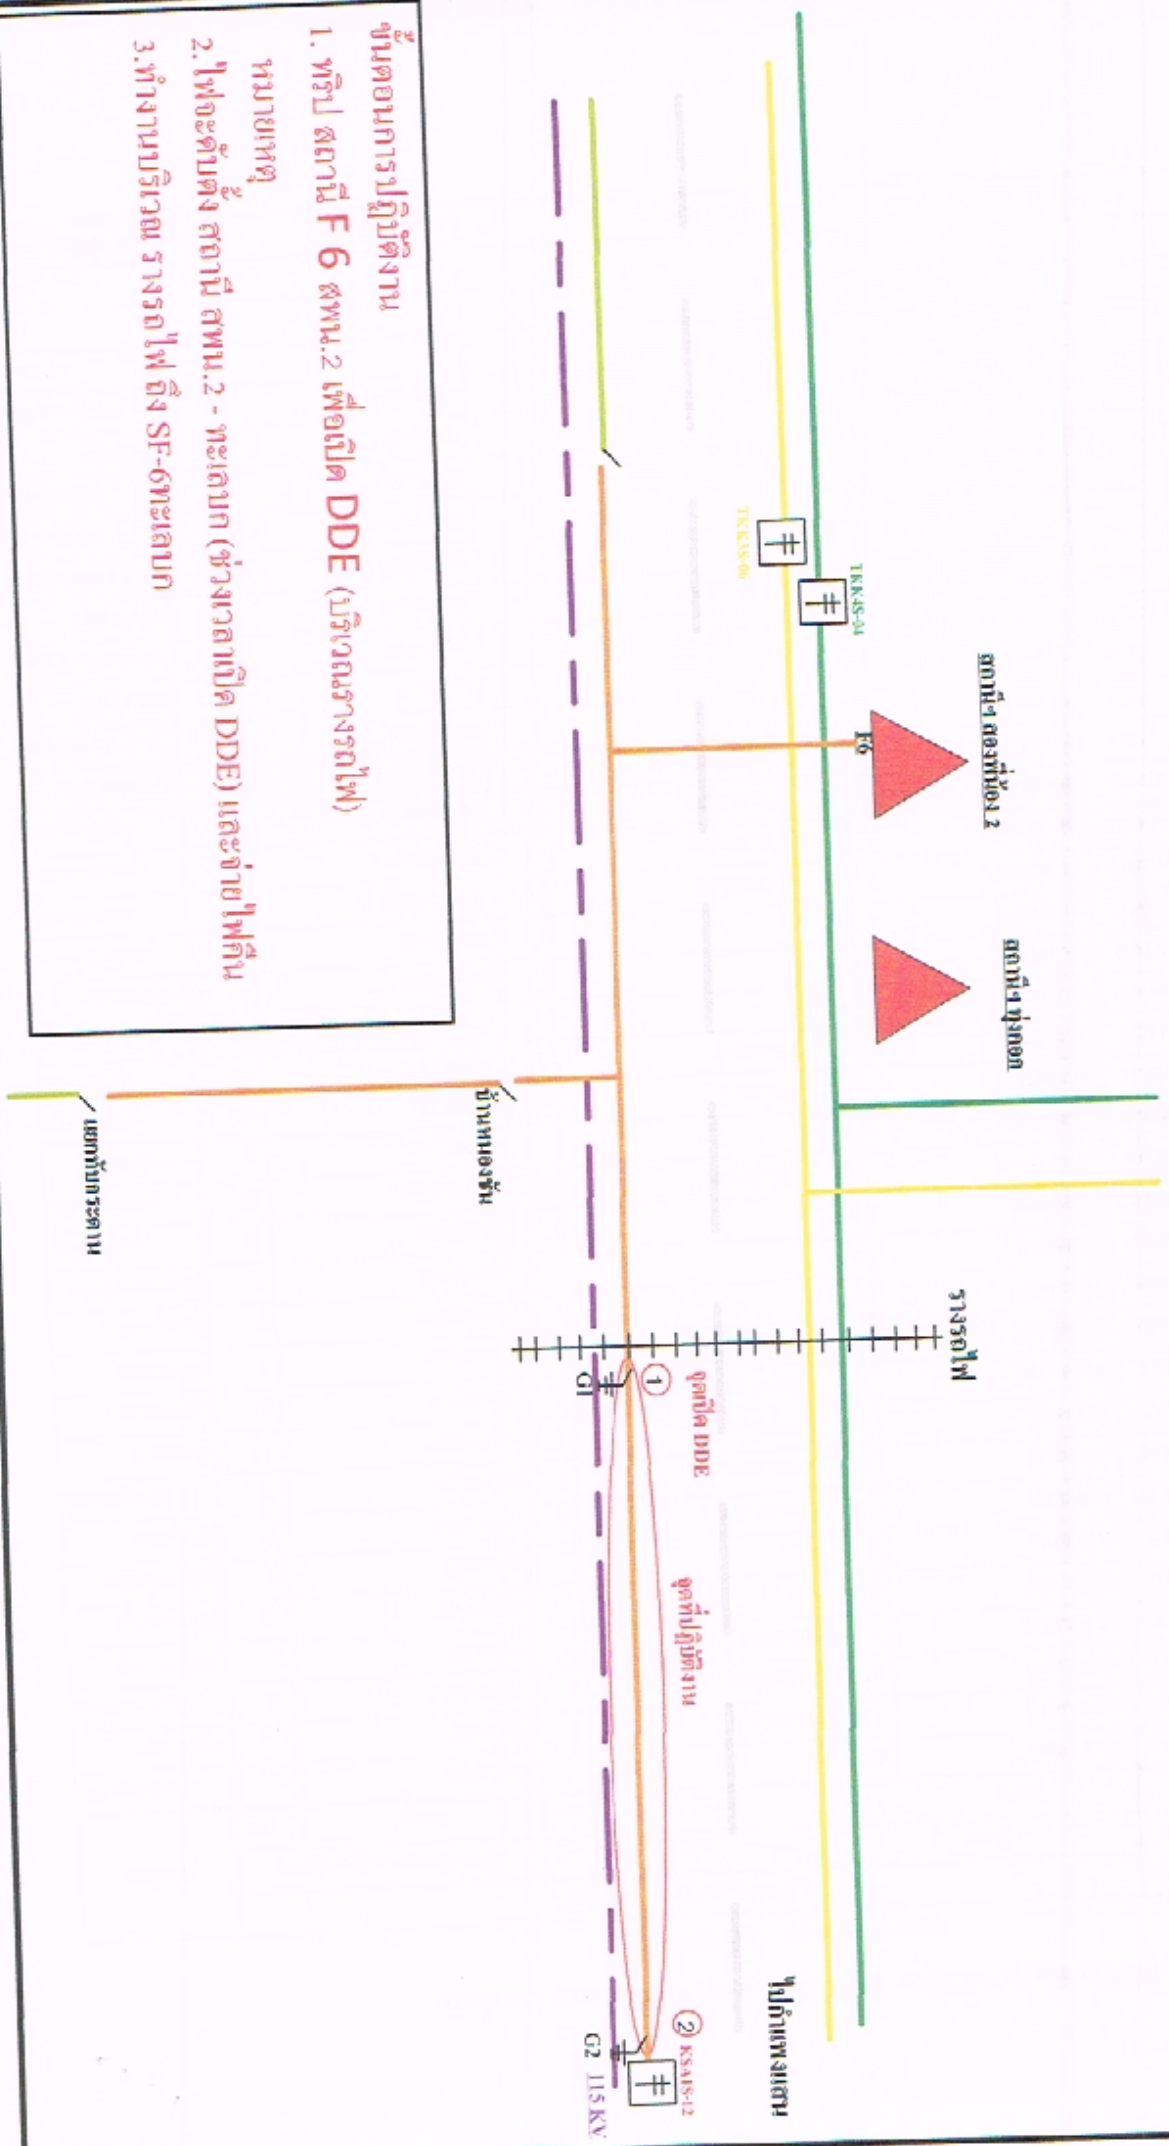 สถานีฯ สองพี่น้อง 2
สถานีฯ ทุ่งคอก
รางรถไฟ
F6
TKK4S-04
TKK3S-06
ไปกำแพงแสน
จุดเปิด DDE
1
จุดที่ปฏิบัติงาน
2 KSA1S-12
G1
G2 115 KV
บ้านหนองขัน
แยกทับกระดาน
ขั้นตอนการปฏิบัติงาน
1. ทริป สถานี F 6 สพน.2 เพื่อเปิด DDE (บริเวณรางรถไฟ)
หมายเหตุ
2.ไฟจะดับตั้ง สถานี สพน.2 - ทะเลบก (ช่วงเวลาเปิด DDE) และจ่ายไฟคืน
3.ทำงานบริเวณ รางรถไฟ ถึง SF-6ทะเลบก